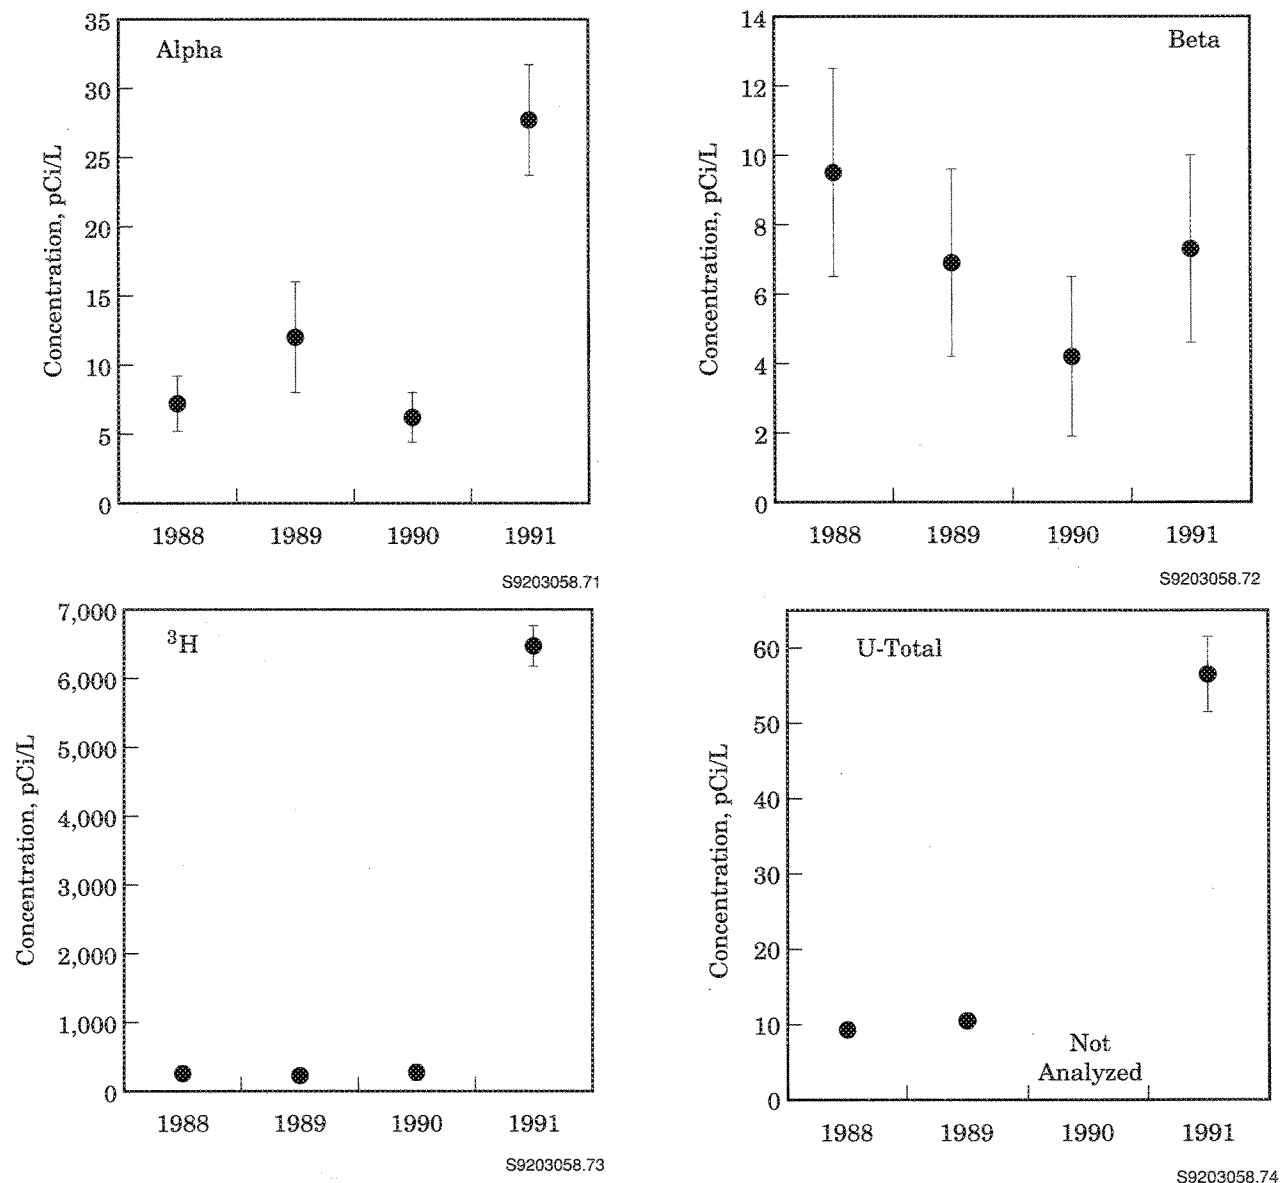 Alpha
Concentration, pCi/L
35
30
25
20
15
10
5
0
1988 1989 1990 1991
S9203058.71
Beta
Concentration, pCi/L
14
12
10
8
6
4
2
0
1988 1989 1990 1991
S9203058.72
³H
Concentration, pCi/L
7,000
6,000
5,000
4,000
3,000
2,000
1,000
0
1988 1989 1990 1991
S9203058.73
U-Total
Concentration, pCi/L
60
50
40
30
20
10
0
Not
Analyzed
1988 1989 1990 1991
S9203058.74